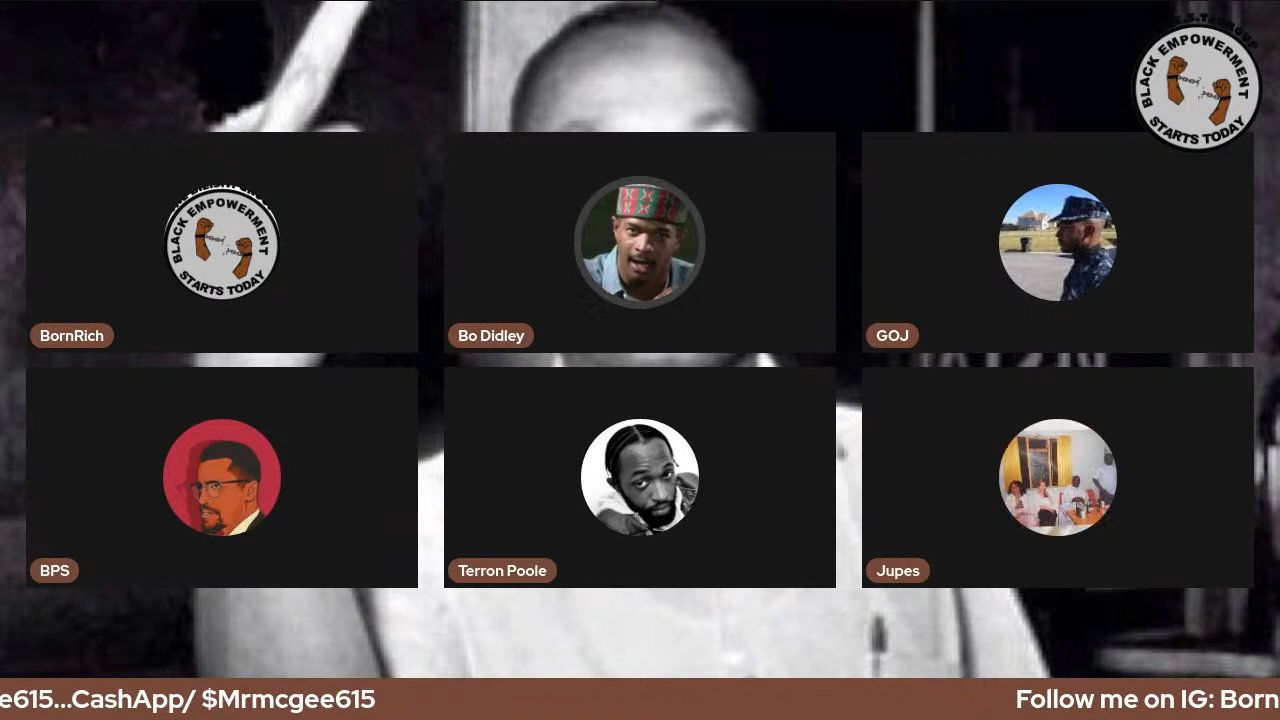 BLACK EMPOWERMENT
STARTS TODAY
BLACK EMPOWERMENT
STARTS TODAY
BornRich
Bo Didley
GOJ
BPS
Terron Poole
Jupes
e615...CashApp/ $Mrmcgee615
Follow me on IG: Born